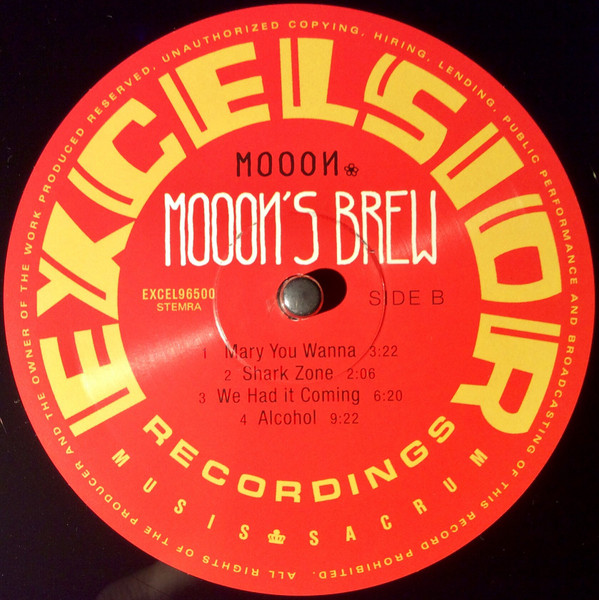 ALL RIGHTS OF THE PRODUCER AND THE OWNER OF THE WORK PRODUCED RESERVED. UNAUTHORIZED COPYING, HIRING, LENDING, PUBLIC PERFORMANCE AND BROADCASTING OF THIS RECORD PROHIBITED.
EXCELSIOR
MOOOИ
MOOOИ'S BREW
EXCEL96500
STEMRA
SIDE B
1 Mary You Wanna 3:22
2 Shark Zone 2:06
3 We Had it Coming 6:20
4 Alcohol 9:22
RECORDINGS
MUSIS SACRUM